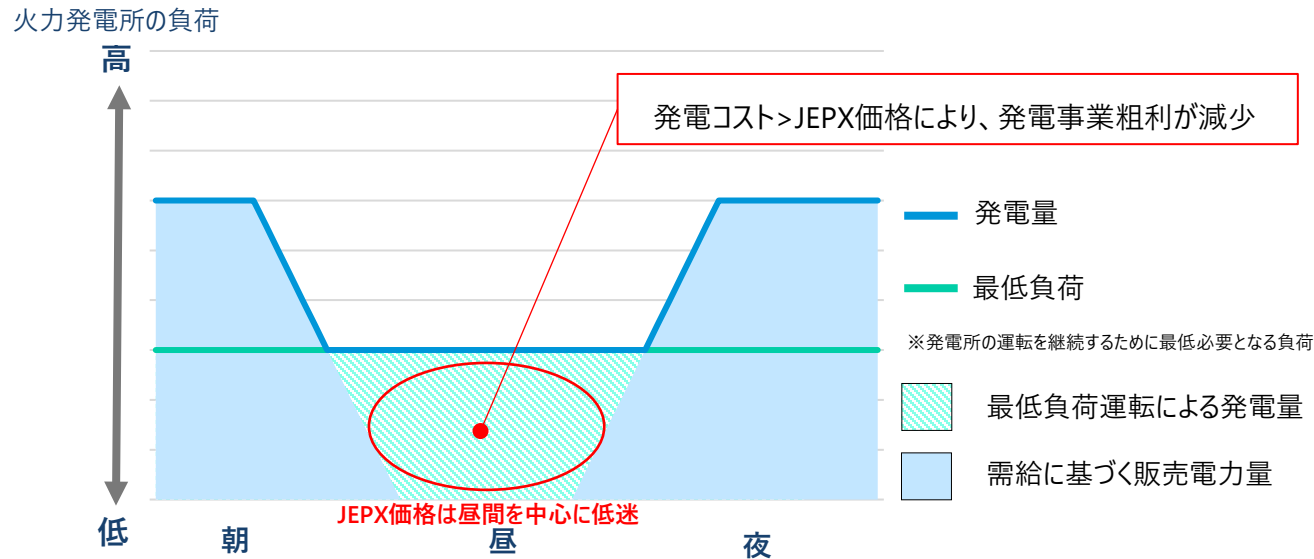 火力発電所の負荷
高
発電コスト>JEPX価格により、発電事業粗利が減少
発電量
最低負荷
※発電所の運転を継続するために最低必要となる負荷
最低負荷運転による発電量
需給に基づく販売電力量
JEPX価格は昼間を中心に低迷
低
朝
昼
夜